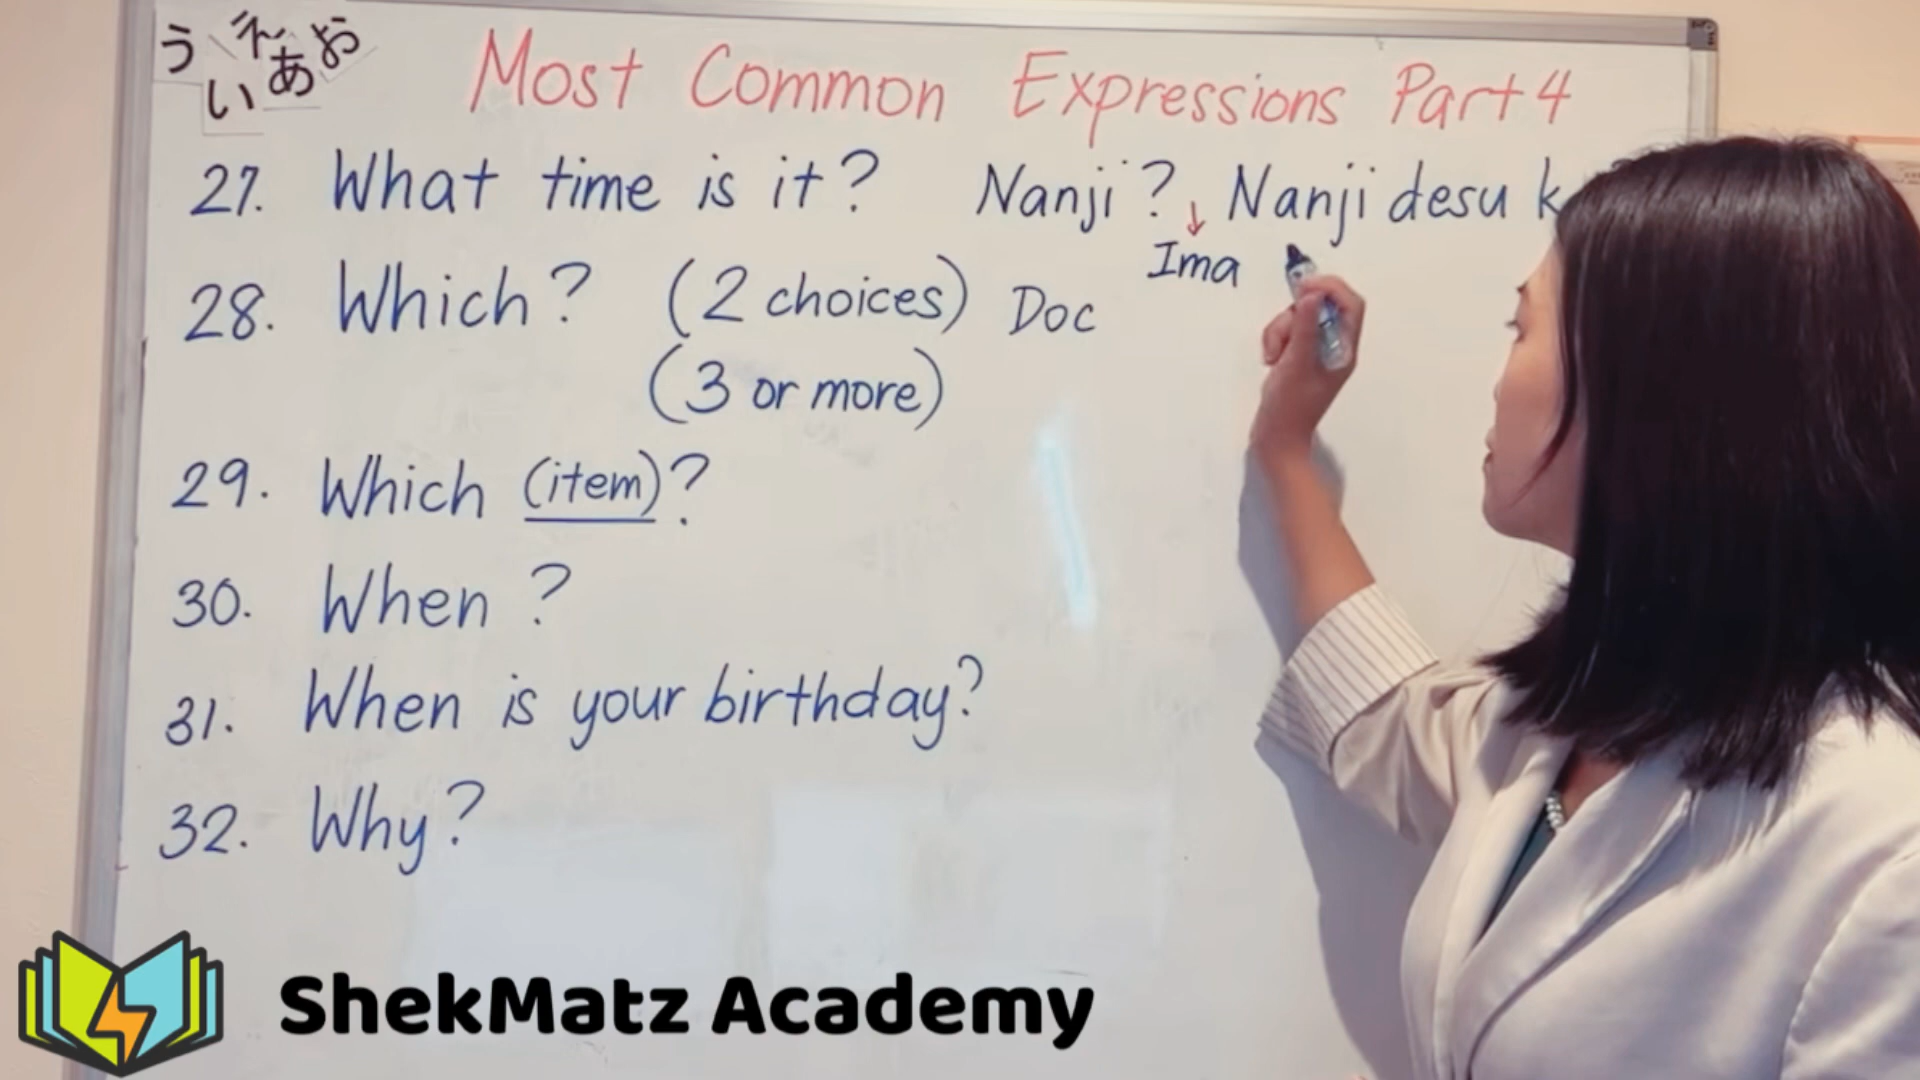 う え あ お い
Most Common Expressions Part 4
27. What time is it? Nanji? ↓ Nanji desu k
Ima
28. Which? (2 choices) Doc
(3 or more)
29. Which (item)?
30. When ?
31. When is your birthday?
32. Why?
ShekMatz Academy